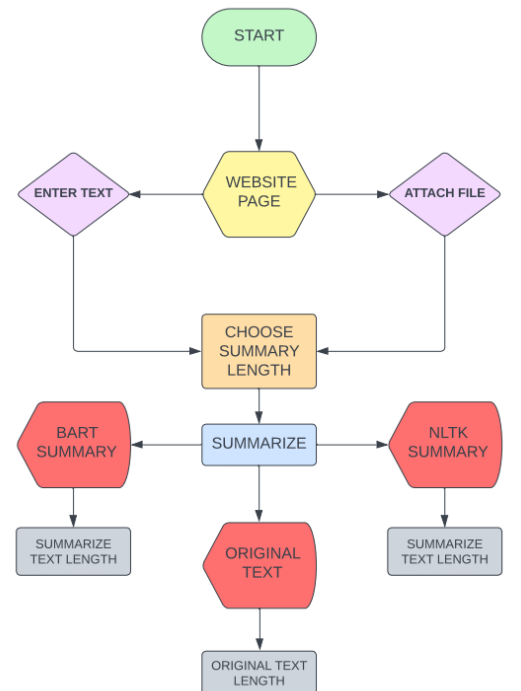 START
WEBSITE
PAGE
ENTER TEXT
ATTACH FILE
CHOOSE
SUMMARY
LENGTH
BART
SUMMARY
SUMMARIZE
NLTK
SUMMARY
SUMMARIZE
TEXT LENGTH
ORIGINAL
TEXT
SUMMARIZE
TEXT LENGTH
ORIGINAL TEXT
LENGTH